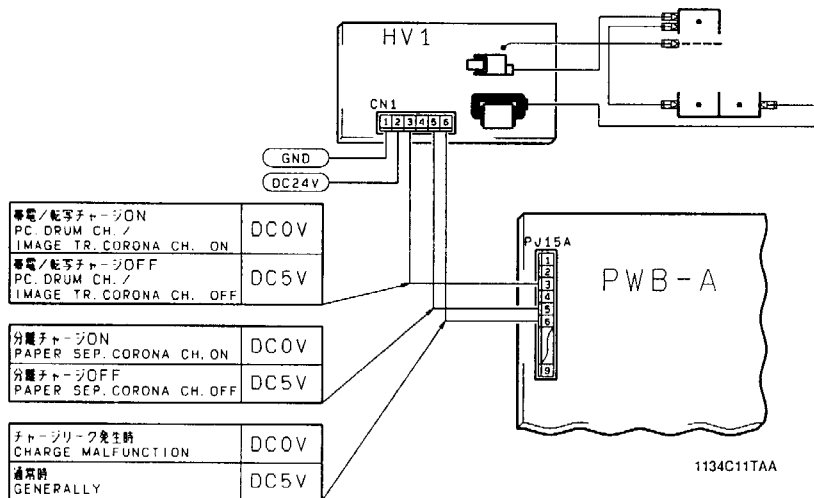 HV1
CN1
1 2 3 4 5 6
GND
DC24V
帯電/転写チャージON
PC. DRUM CH. /
IMAGE TR. CORONA CH. ON
DC0V
帯電/転写チャージOFF
PC. DRUM CH. /
IMAGE TR. CORONA CH. OFF
DC5V
分離チャージON
PAPER SEP. CORONA CH. ON
DC0V
分離チャージOFF
PAPER SEP. CORONA CH. OFF
DC5V
チャージリーク発生時
CHARGE MALFUNCTION
DC0V
通常時
GENERALLY
DC5V
PJ15A
1
2
3
4
5
6
9
PWB-A
1134C11TAA